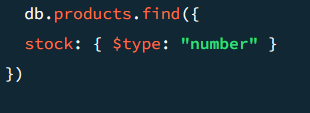 db.products.find({
stock: { $type: "number" }
})